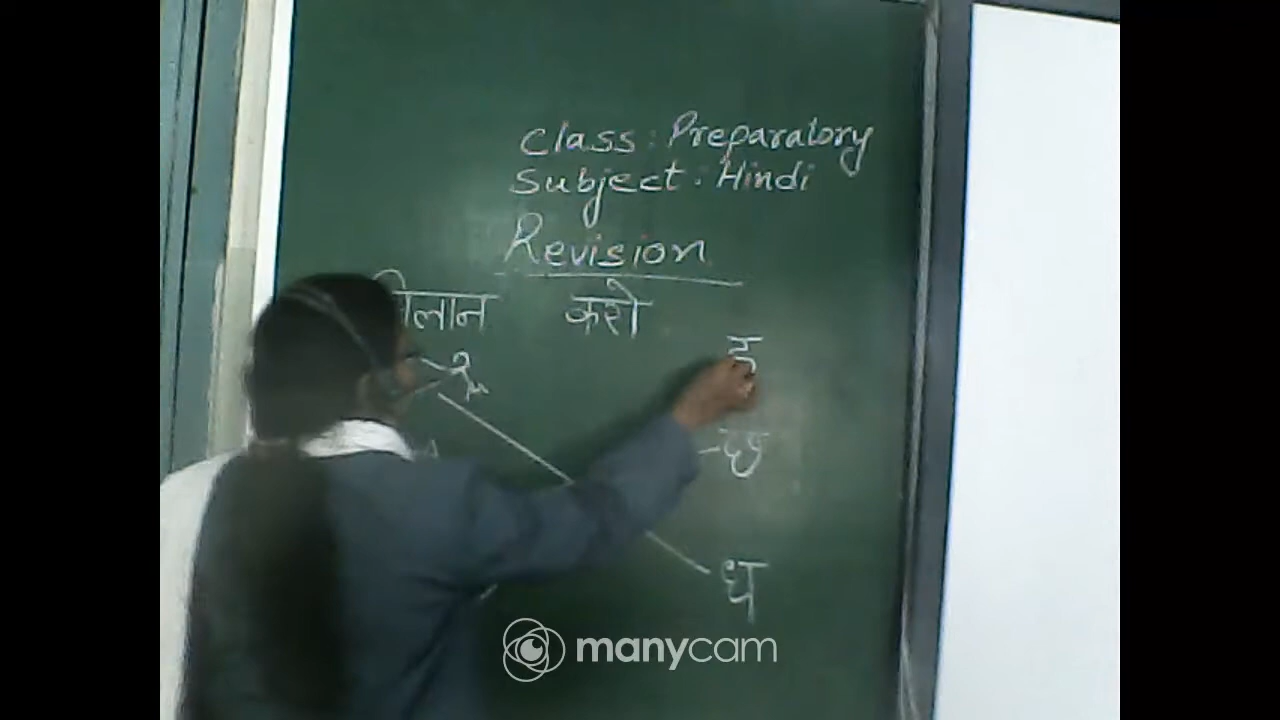 Class : Preparatory
Subject : Hindi
Revision
मिलान करो
ध
manycam